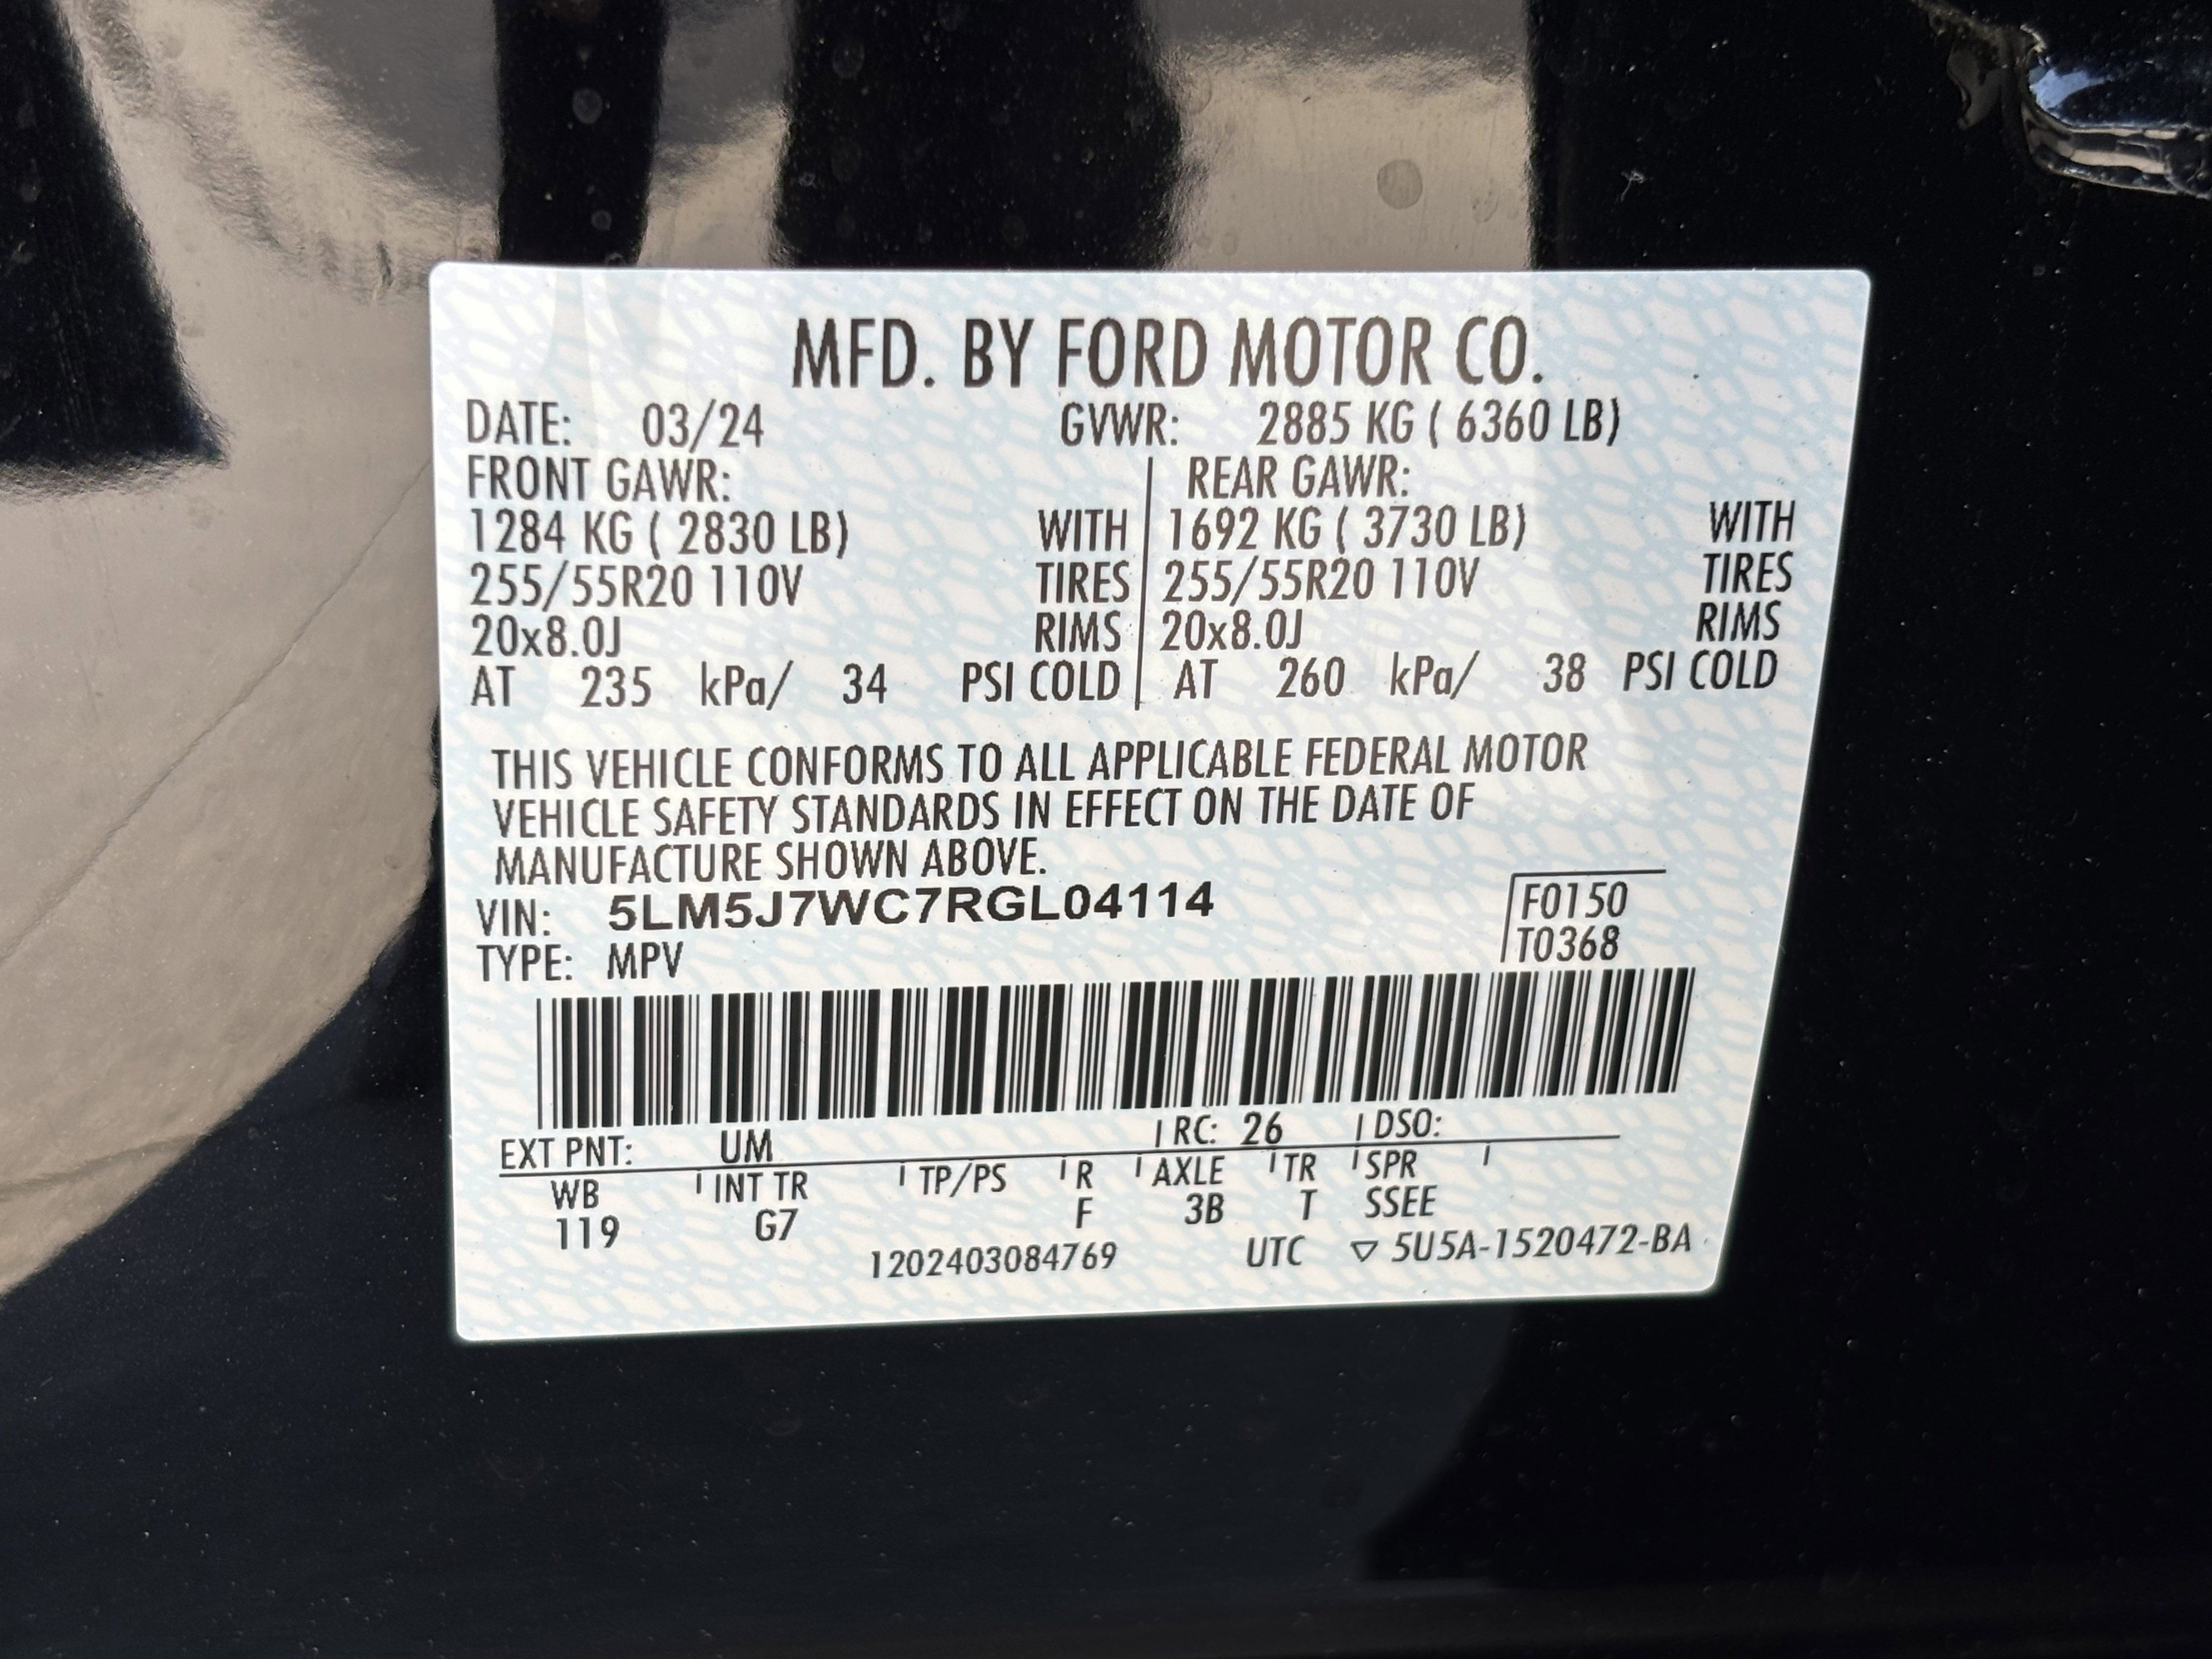 MFD. BY FORD MOTOR CO.
DATE: 03/24 GVWR: 2885 KG ( 6360 LB)
FRONT GAWR: REAR GAWR:
1284 KG ( 2830 LB) WITH 1692 KG ( 3730 LB) WITH
255/55R20 110V TIRES 255/55R20 110V TIRES
20x8.0J RIMS 20x8.0J RIMS
AT 235 kPa/ 34 PSI COLD AT 260 kPa/ 38 PSI COLD
THIS VEHICLE CONFORMS TO ALL APPLICABLE FEDERAL MOTOR
VEHICLE SAFETY STANDARDS IN EFFECT ON THE DATE OF
MANUFACTURE SHOWN ABOVE.
VIN: 5LM5J7WC7RGL04114 F0150
TYPE: MPV T0368
EXT PNT: UM RC: 26 DSO:
WB INT TR TP/PS R AXLE TR SPR
119 G7 F 3B T SSEE
1202403084769 UTC ▽ 5U5A-1520472-BA